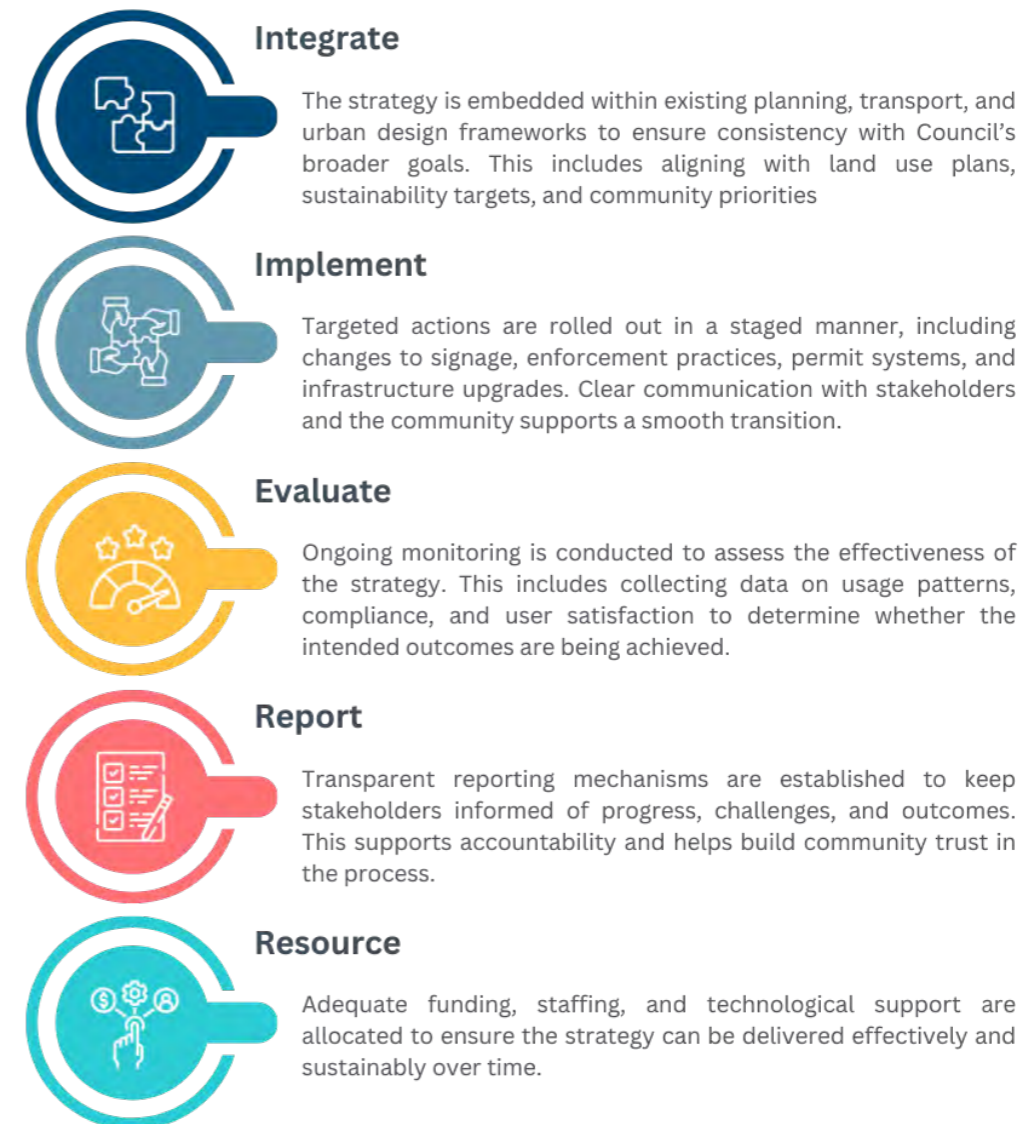 Integrate
The strategy is embedded within existing planning, transport, and
urban design frameworks to ensure consistency with Council’s
broader goals. This includes aligning with land use plans,
sustainability targets, and community priorities
Implement
Targeted actions are rolled out in a staged manner, including
changes to signage, enforcement practices, permit systems, and
infrastructure upgrades. Clear communication with stakeholders
and the community supports a smooth transition.
Evaluate
Ongoing monitoring is conducted to assess the effectiveness of
the strategy. This includes collecting data on usage patterns,
compliance, and user satisfaction to determine whether the
intended outcomes are being achieved.
Report
Transparent reporting mechanisms are established to keep
stakeholders informed of progress, challenges, and outcomes.
This supports accountability and helps build community trust in
the process.
Resource
Adequate funding, staffing, and technological support are
allocated to ensure the strategy can be delivered effectively and
sustainably over time.